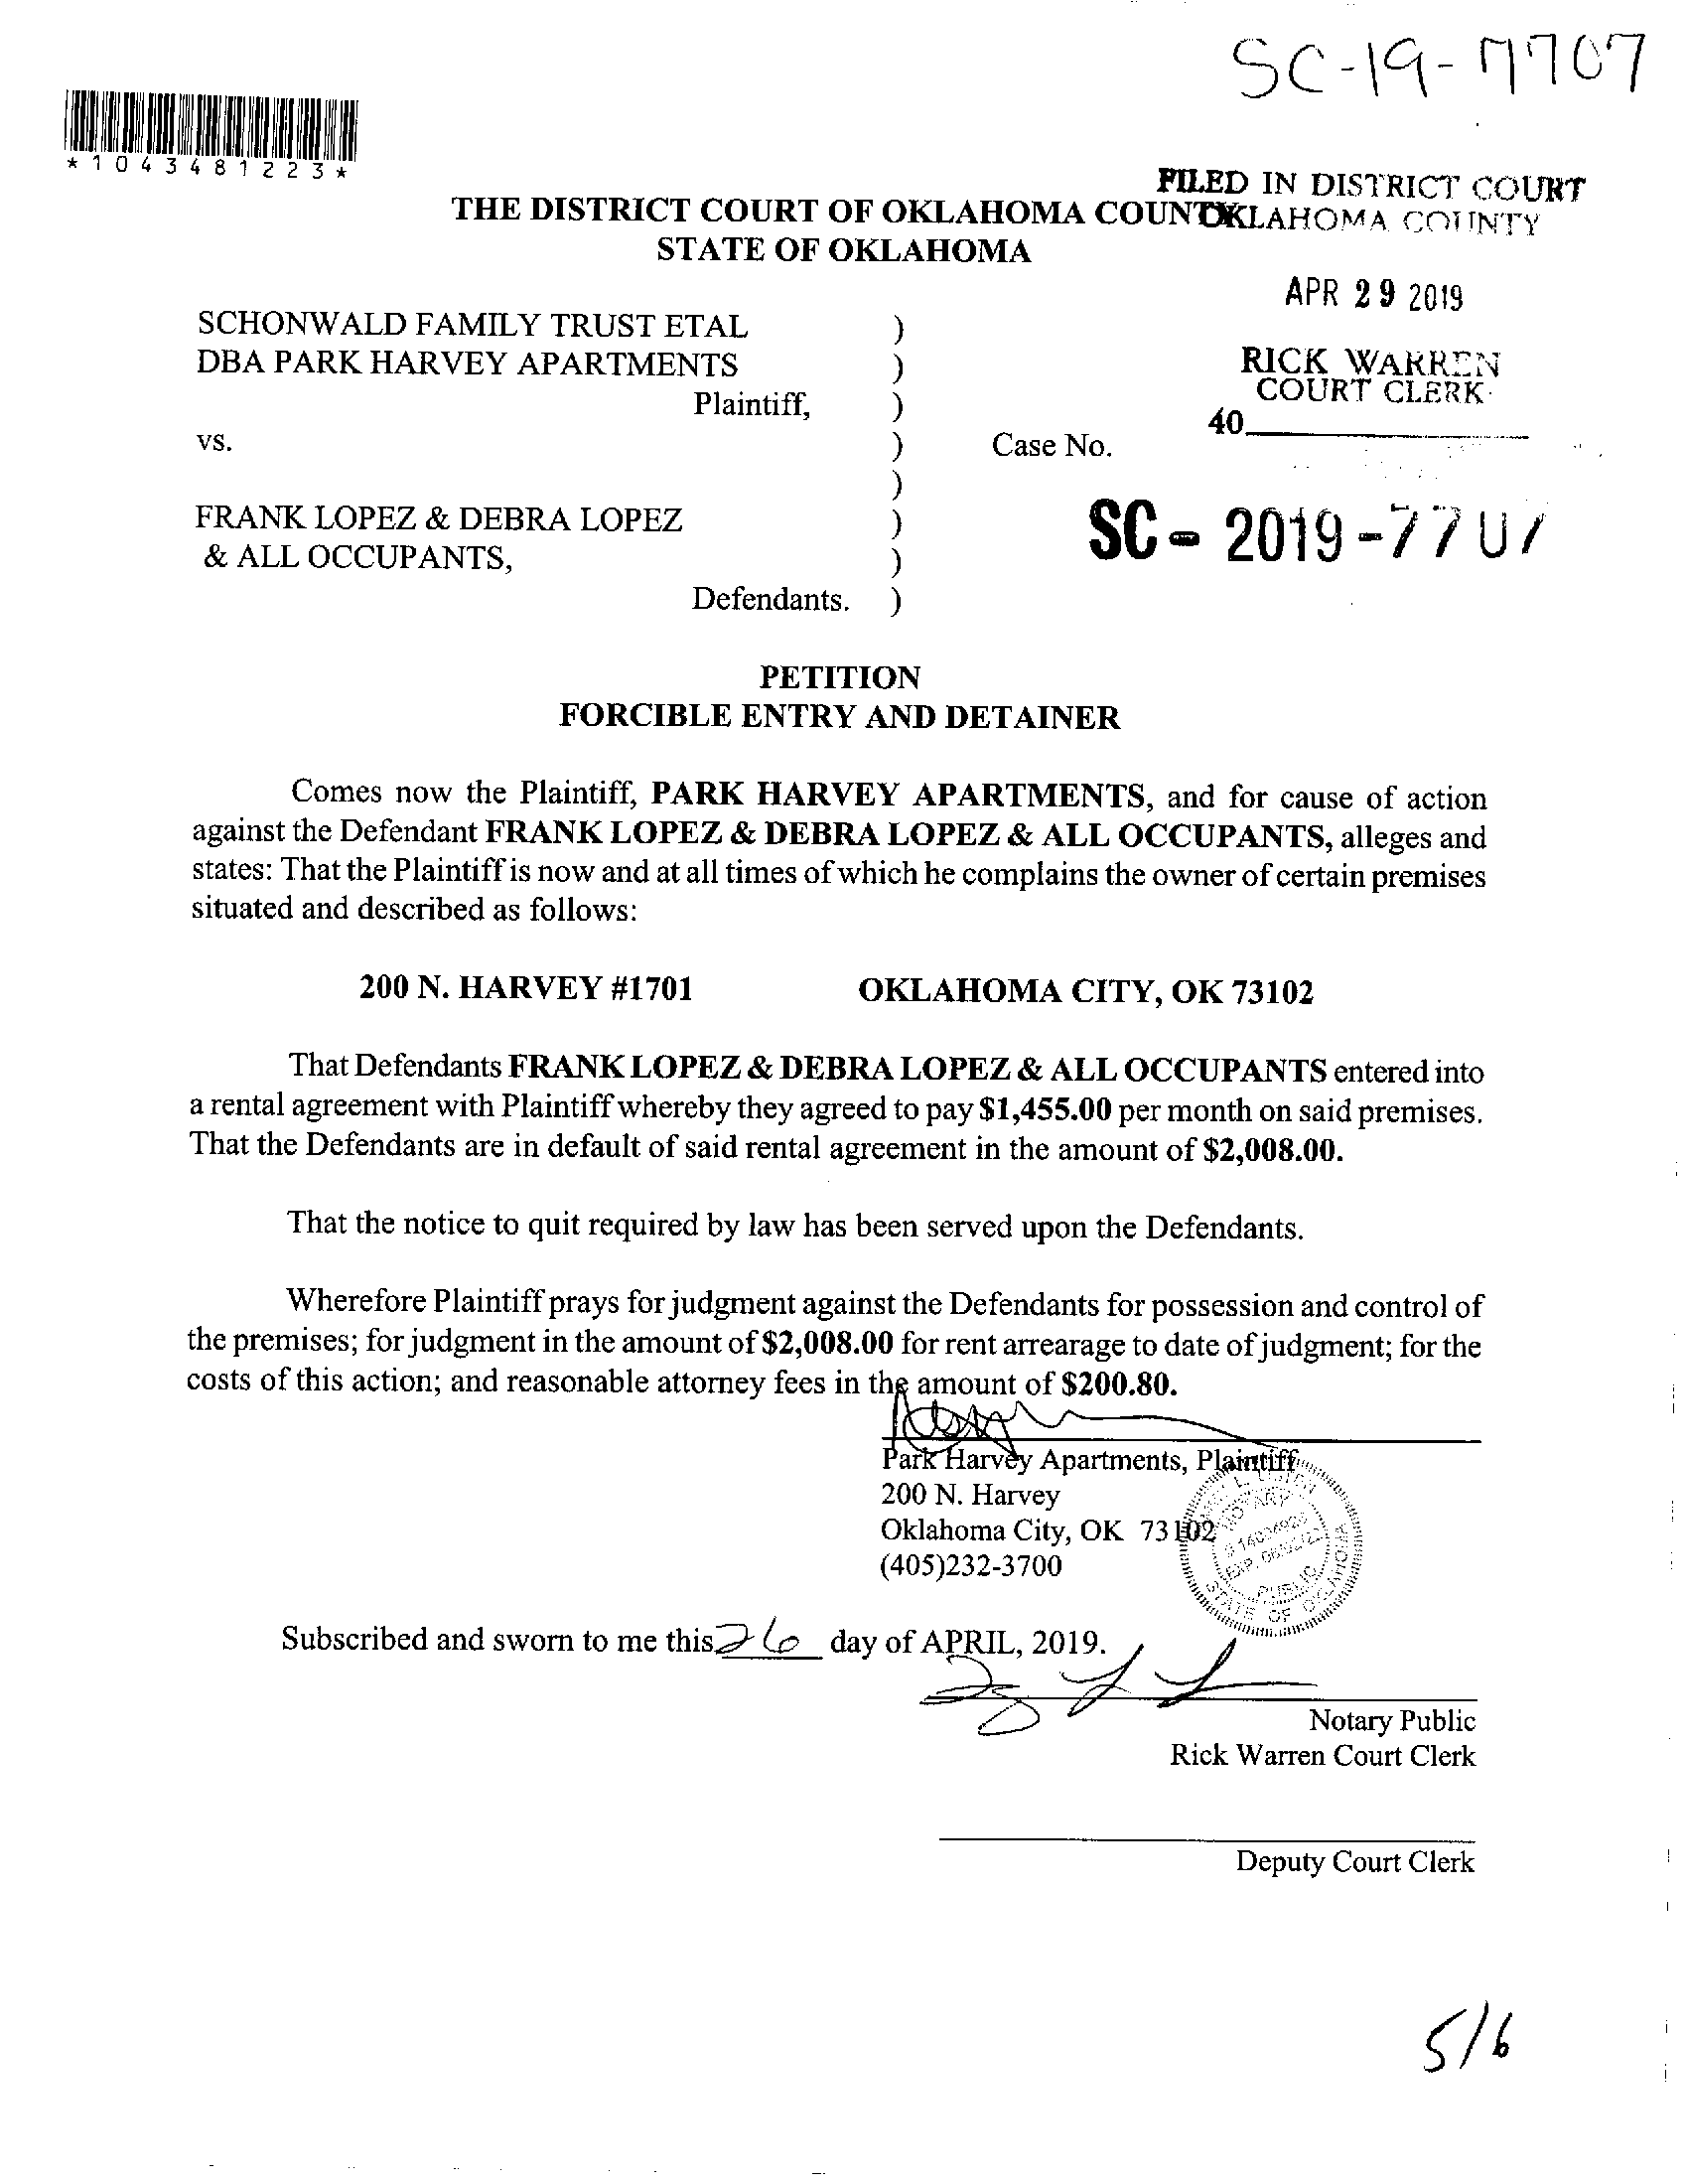 SC-19-7707
*1043481223*
FILED IN DISTRICT COURT
OKLAHOMA COUNTY
THE DISTRICT COURT OF OKLAHOMA COUNTY
STATE OF OKLAHOMA
APR 29 2019
RICK WARREN
COURT CLERK
40
SCHONWALD FAMILY TRUST ETAL )
DBA PARK HARVEY APARTMENTS )
Plaintiff, )
vs. ) Case No.
)
FRANK LOPEZ & DEBRA LOPEZ ) SC - 2019 - 7707
& ALL OCCUPANTS, )
Defendants. )
PETITION
FORCIBLE ENTRY AND DETAINER
Comes now the Plaintiff, PARK HARVEY APARTMENTS, and for cause of action
against the Defendant FRANK LOPEZ & DEBRA LOPEZ & ALL OCCUPANTS, alleges and
states: That the Plaintiff is now and at all times of which he complains the owner of certain premises
situated and described as follows:
200 N. HARVEY #1701 OKLAHOMA CITY, OK 73102
That Defendants FRANK LOPEZ & DEBRA LOPEZ & ALL OCCUPANTS entered into
a rental agreement with Plaintiff whereby they agreed to pay $1,455.00 per month on said premises.
That the Defendants are in default of said rental agreement in the amount of $2,008.00.
That the notice to quit required by law has been served upon the Defendants.
Wherefore Plaintiff prays for judgment against the Defendants for possession and control of
the premises; for judgment in the amount of $2,008.00 for rent arrearage to date of judgment; for the
costs of this action; and reasonable attorney fees in the amount of $200.80.
Park Harvey Apartments, Plaintiff
200 N. Harvey
Oklahoma City, OK 73102
(405)232-3700
NOTARY
PUBLIC
STATE OF OKLAHOMA
Subscribed and sworn to me this 26 day of APRIL, 2019.
Notary Public
Rick Warren Court Clerk
Deputy Court Clerk
5/6